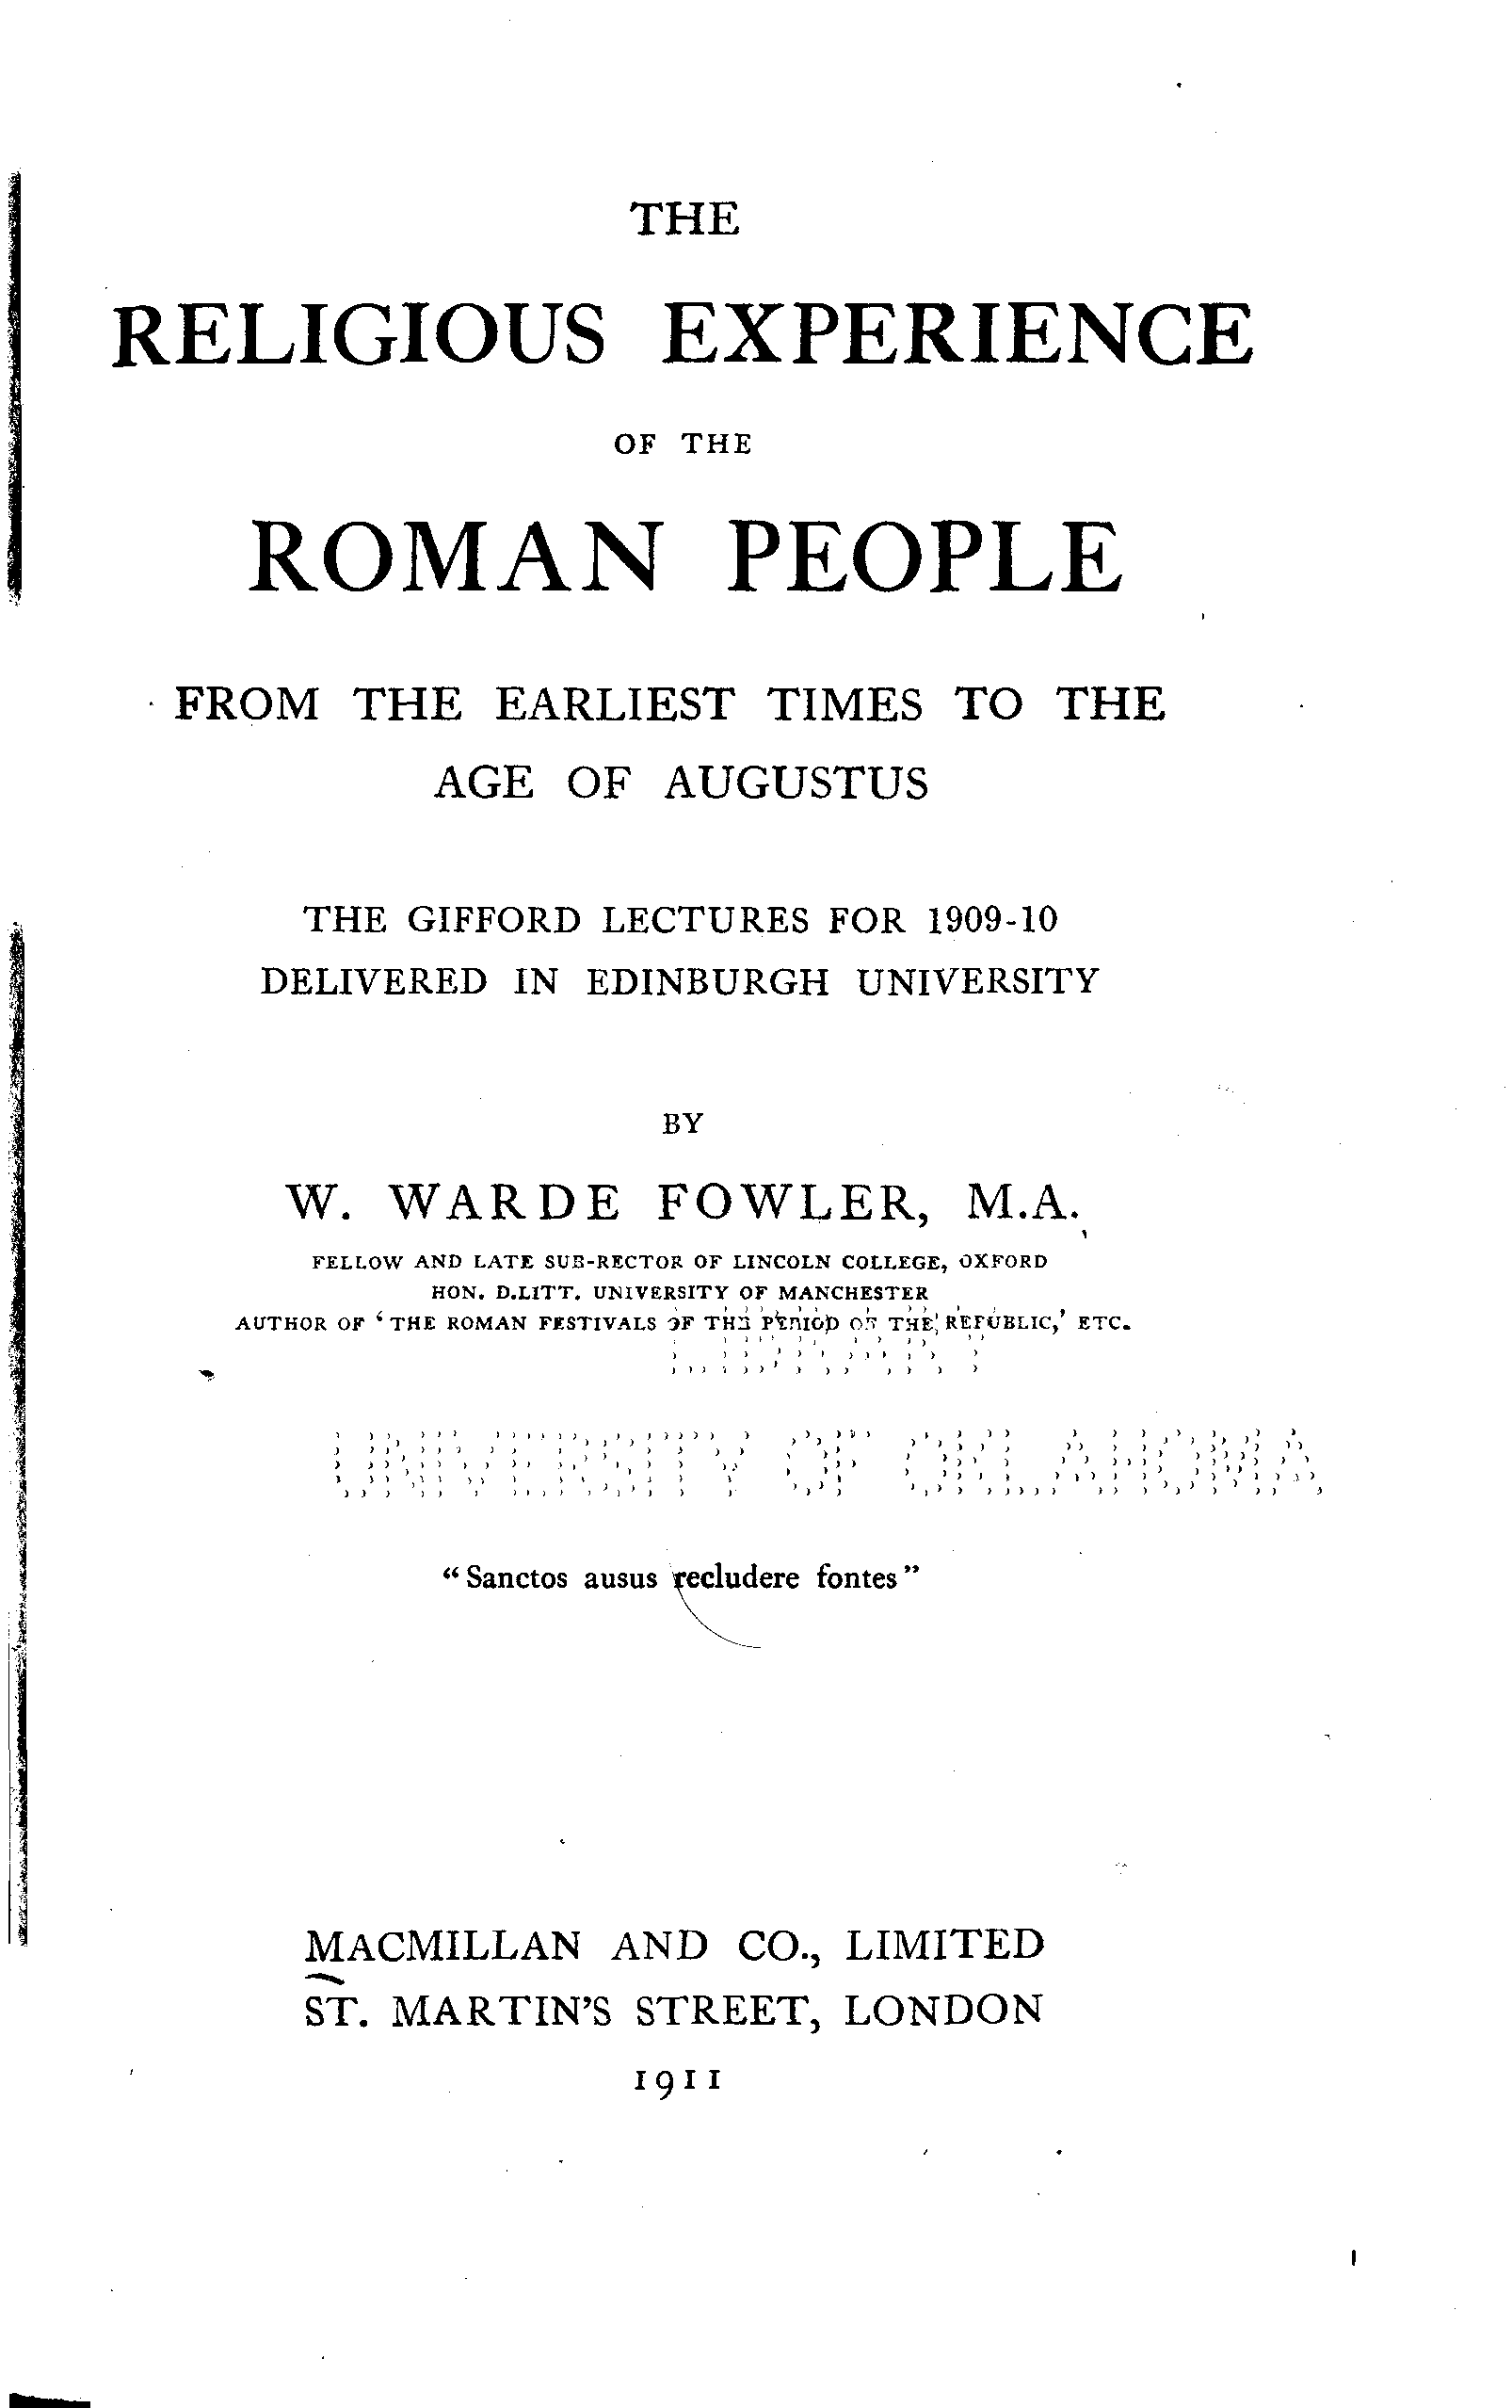 THE
RELIGIOUS EXPERIENCE
OF THE
ROMAN PEOPLE
FROM THE EARLIEST TIMES TO THE
AGE OF AUGUSTUS
THE GIFFORD LECTURES FOR 1909-10
DELIVERED IN EDINBURGH UNIVERSITY
BY
W. WARDE FOWLER, M.A.
FELLOW AND LATE SUB-RECTOR OF LINCOLN COLLEGE, OXFORD
HON. D.LITT. UNIVERSITY OF MANCHESTER
AUTHOR OF ‘THE ROMAN FESTIVALS OF THE PERIOD OF THE REPUBLIC,’ ETC.
LIBRARY
UNIVERSITY OF OKLAHOMA
“Sanctos ausus recludere fontes”
MACMILLAN AND CO., LIMITED
ST. MARTIN'S STREET, LONDON
1911